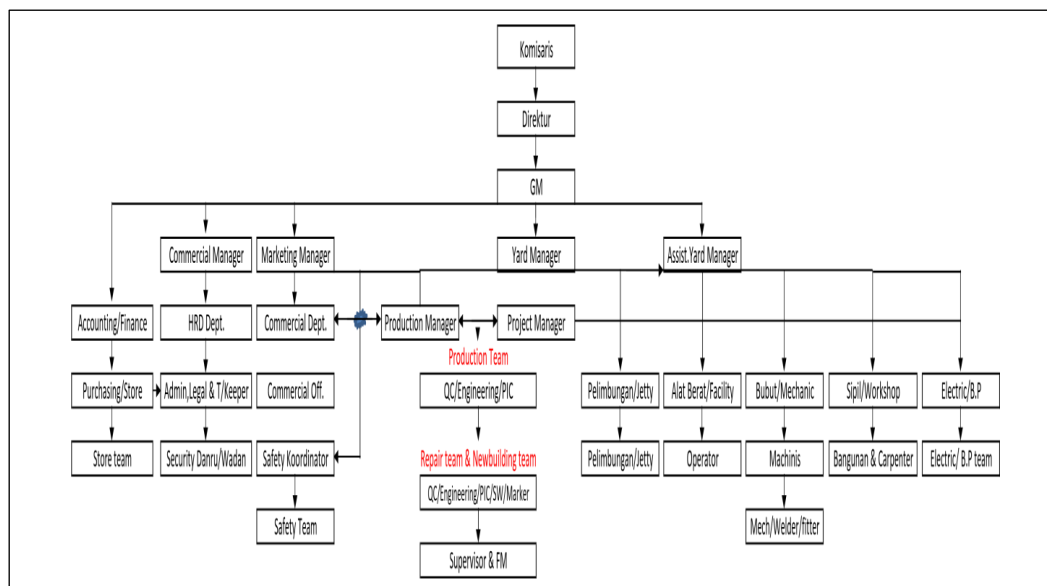 Komisaris
Direktur
GM
Commercial Manager
Marketing Manager
Yard Manager
Assist.Yard Manager
Accounting/Finance
HRD Dept.
Commercial Dept.
Production Manager
Project Manager
Production Team
Purchasing/Store
Admin,Legal & T/Keeper
Commercial Off.
QC/Engineering/PIC
Pelimbungan/Jetty
Alat Berat/Facility
Bubut/Mechanic
Sipil/Workshop
Electric/B.P
Store team
Security Danru/Wadan
Safety Koordinator
Repair team & Newbuilding team
Pelimbungan/Jetty
Operator
Machinis
Bangunan & Carpenter
Electric/ B.P team
QC/Engineering/PIC/SW/Marker
Safety Team
Mech/Welder/fitter
Supervisor & FM